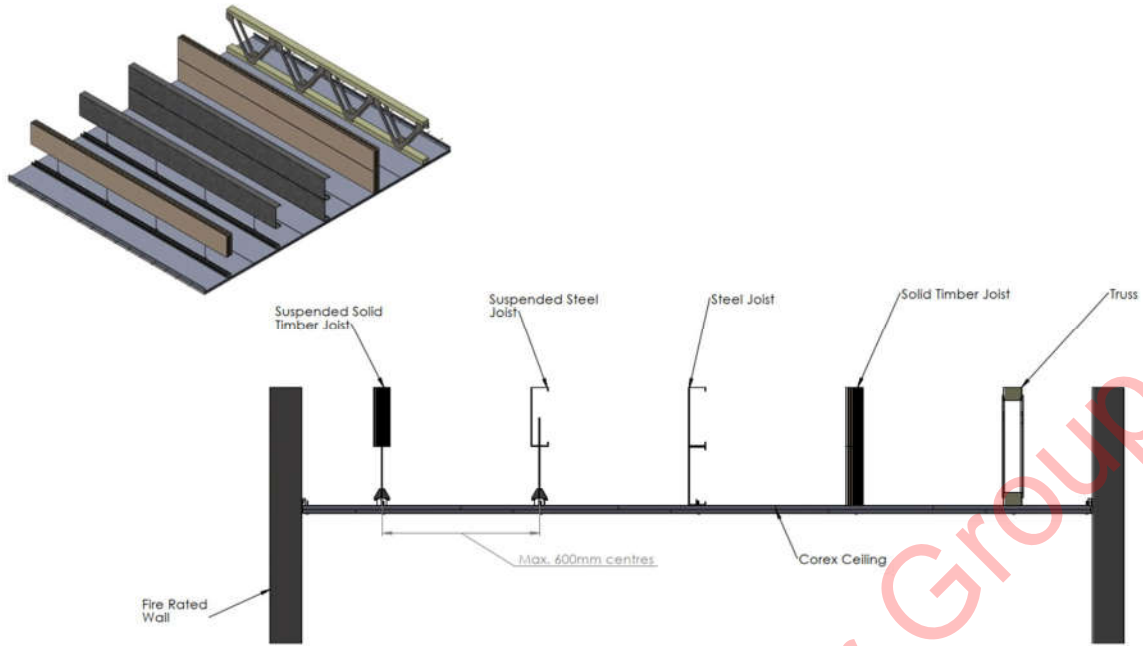 Suspended Solid
Timber Joist
Suspended Steel
Joist
Steel Joist
Solid Timber Joist
Truss
Max. 600mm centres
Corex Ceiling
Fire Rated
Wall
Group